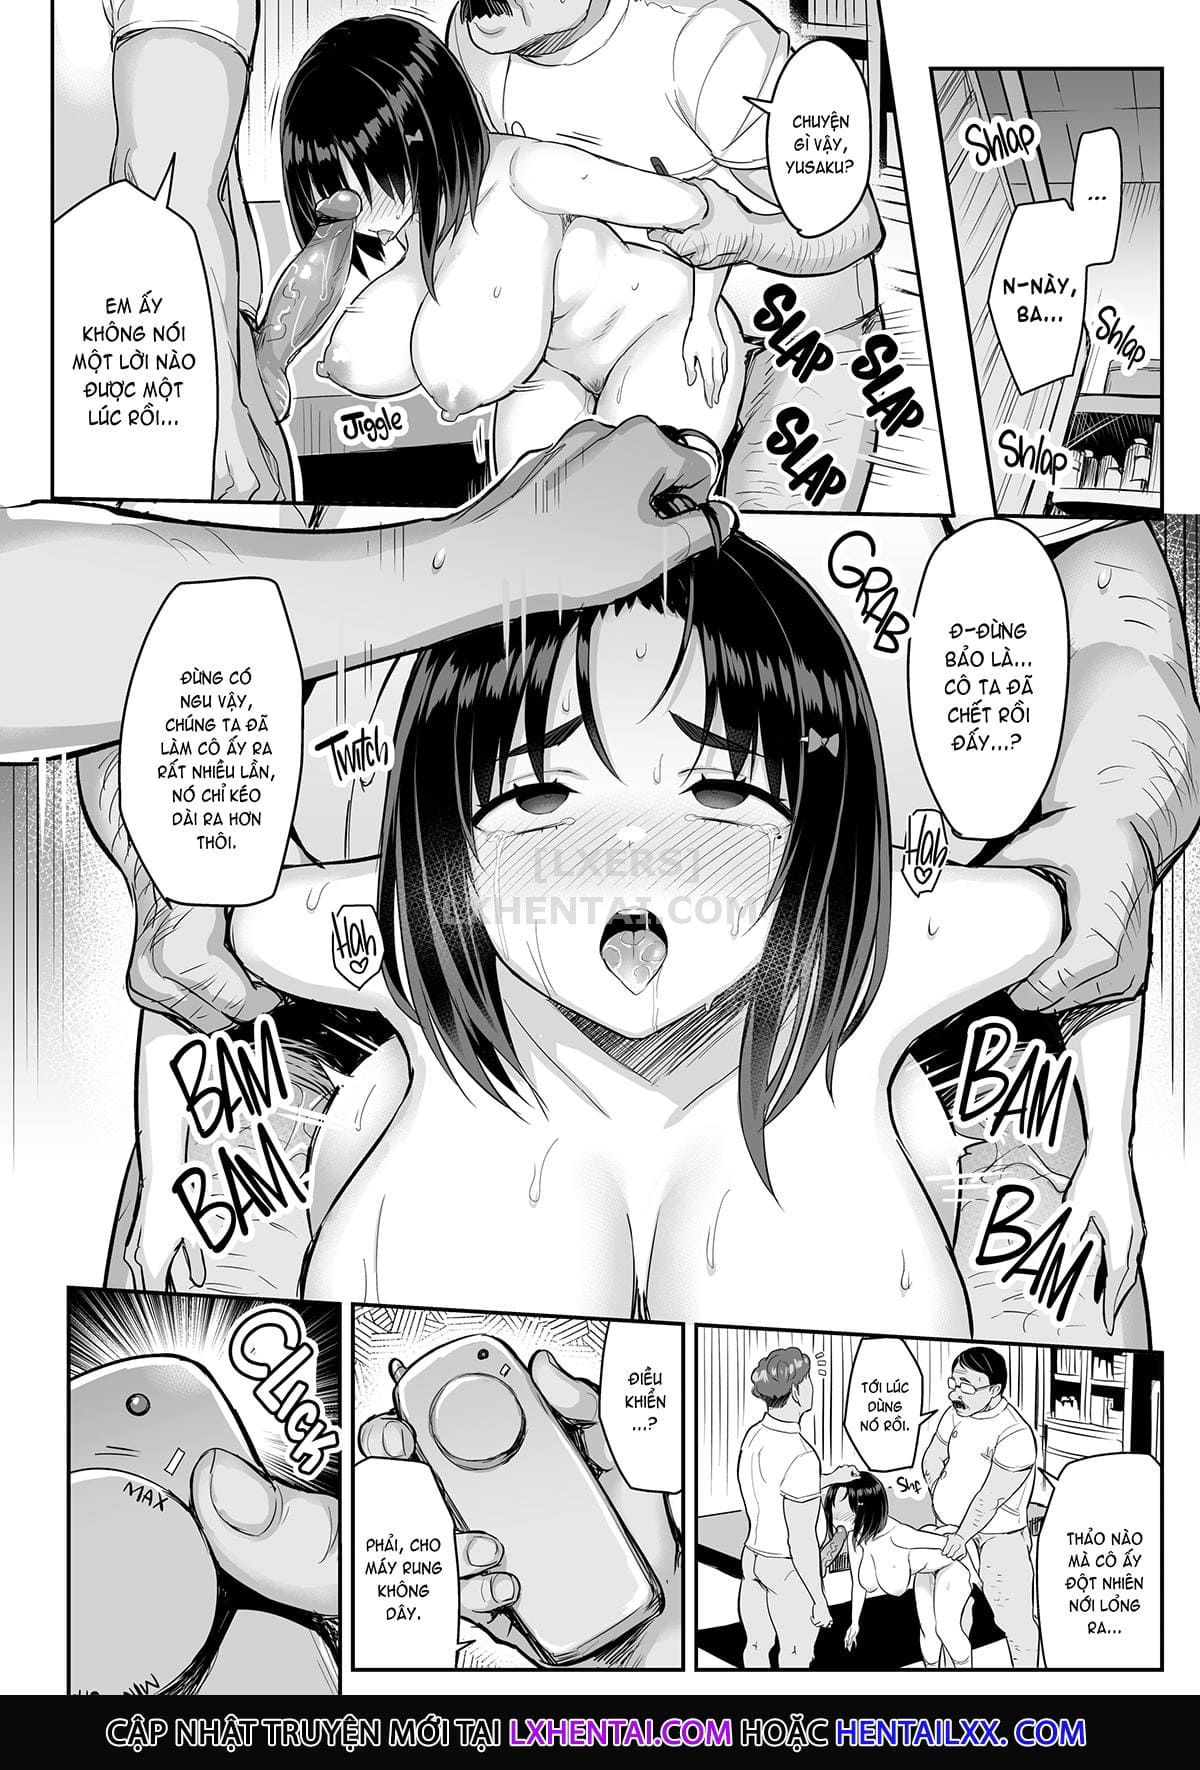 Shlap
...
N-NÀY,
BA...
Shlap
Shlap
CHUYỆN
GÌ VẬY,
YUSAKU?
SLAP
SLAP
SLAP
SLAP
Jiggle
EM ẤY
KHÔNG NÓI
MỘT LỜI NÀO
ĐƯỢC MỘT
LÚC RỒI...
GRAB
Đ-ĐỪNG
BẢO LÀ...
CÔ TA ĐÃ
CHẾT RỒI
ĐẤY...?
ĐỪNG CÓ
NGU VẬY,
CHÚNG TA ĐÃ
LÀM CÔ ẤY RA
RẤT NHIỀU LẦN,
NÓ CHỈ KÉO
DÀI RA HƠN
THÔI.
Twitch
Hah
Hah
[LXERS]
LXHENTAI.COM
BAM
BAM
BAM
BAM
TỚI LÚC
DÙNG
NÓ RỒI.
Shf
THẢO NÀO
MÀ CÔ ẤY
ĐỘT NHIÊN
NỚI LỎNG
RA...
ĐIỀU
KHIỂN
...?
PHẢI, CHO
MÁY RUNG
KHÔNG
DÂY.
CLICK
MAX
MIN
CẬP NHẬT TRUYỆN MỚI TẠI LXHENTAI.COM HOẶC HENTAILXX. COM